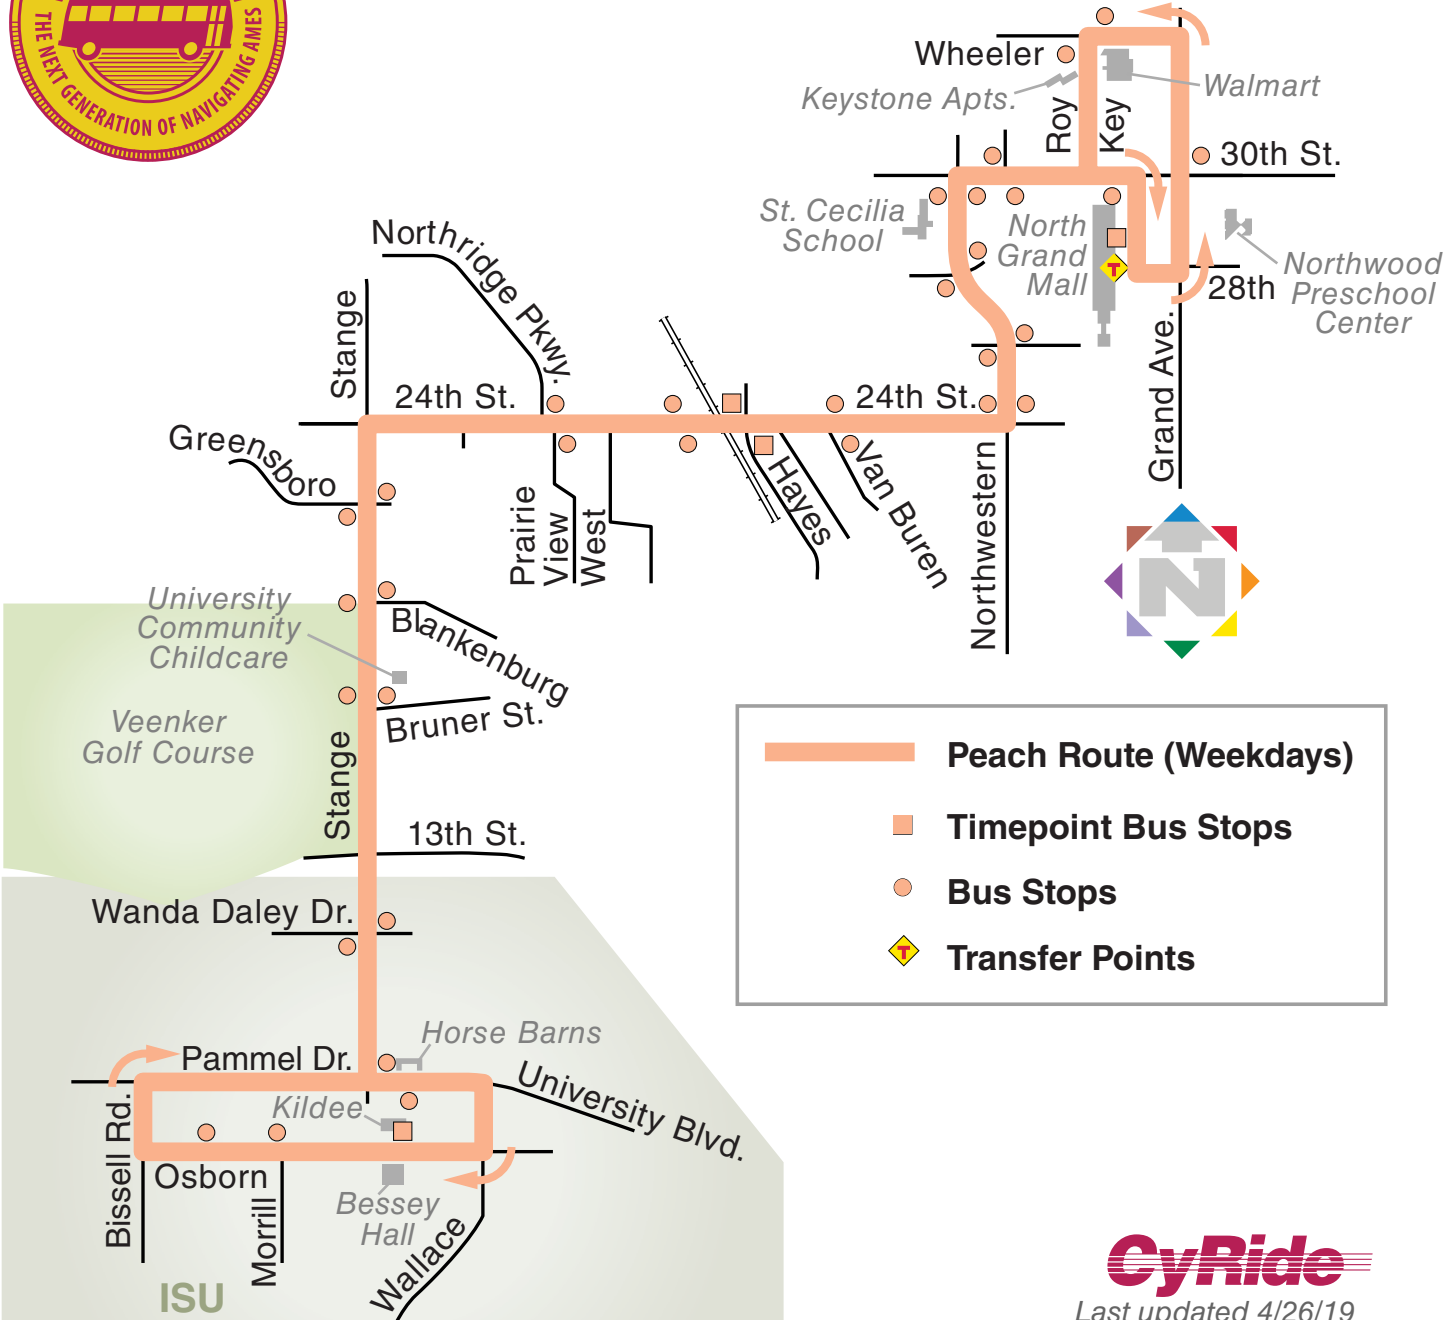 THE NEXT GENERATION OF NAVIGATING AMES
Wheeler
Keystone Apts.
Walmart
Roy
Key
30th St.
St. Cecilia
School
North
Grand
Mall
T
Northwood
Preschool
Center
28th
Grand Ave.
Northridge Pkwy.
Stange
24th St.
24th St.
Greensboro
Prairie
View
West
Hayes
Van Buren
Northwestern
N
University
Community
Childcare
Blankenburg
Bruner St.
Veenker
Golf Course
Stange
13th St.
Wanda Daley Dr.
Peach Route (Weekdays)
Timepoint Bus Stops
Bus Stops
T
Transfer Points
Horse Barns
Pammel Dr.
University Blvd.
Kildee
Bissell Rd.
Osborn
Morrill
Bessey
Hall
Wallace
ISU
CyRide
Last updated 4/26/19